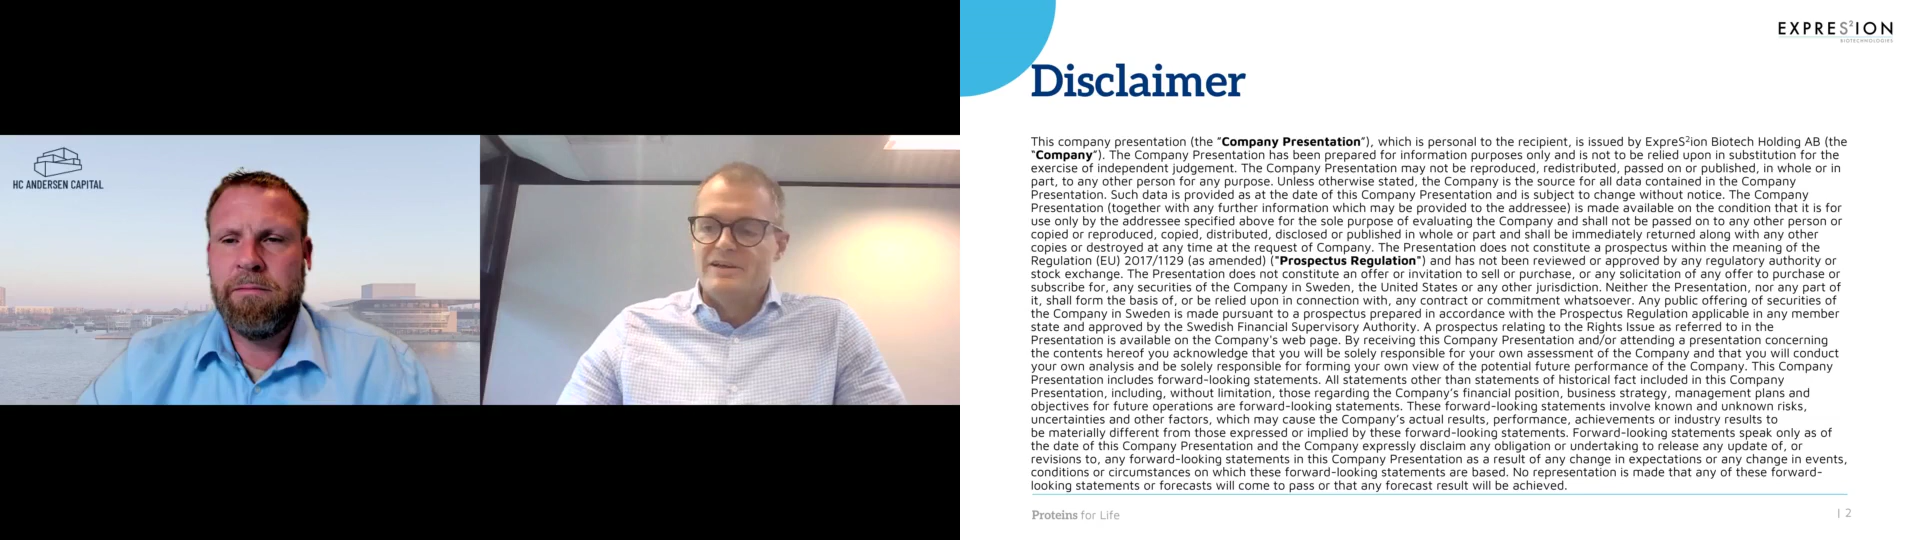 HC ANDERSEN CAPITAL
EXPRES²ION
BIOTECHNOLOGIES
Disclaimer
This company presentation (the "Company Presentation"), which is personal to the recipient, is issued by ExpreS²ion Biotech Holding AB (the
"Company"). The Company Presentation has been prepared for information purposes only and is not to be relied upon in substitution for the
exercise of independent judgement. The Company Presentation may not be reproduced, redistributed, passed on or published, in whole or in
part, to any other person for any purpose. Unless otherwise stated, the Company is the source for all data contained in the Company
Presentation. Such data is provided as at the date of this Company Presentation and is subject to change without notice. The Company
Presentation (together with any further information which may be provided to the addressee) is made available on the condition that it is for
use only by the addressee specified above for the sole purpose of evaluating the Company and shall not be passed on to any other person or
copied or reproduced, copied, distributed, disclosed or published in whole or part and shall be immediately returned along with any other
copies or destroyed at any time at the request of Company. The Presentation does not constitute a prospectus within the meaning of the
Regulation (EU) 2017/1129 (as amended) ("Prospectus Regulation") and has not been reviewed or approved by any regulatory authority or
stock exchange. The Presentation does not constitute an offer or invitation to sell or purchase, or any solicitation of any offer to purchase or
subscribe for, any securities of the Company in Sweden, the United States or any other jurisdiction. Neither the Presentation, nor any part of
it, shall form the basis of, or be relied upon in connection with, any contract or commitment whatsoever. Any public offering of securities of
the Company in Sweden is made pursuant to a prospectus prepared in accordance with the Prospectus Regulation applicable in any member
state and approved by the Swedish Financial Supervisory Authority. A prospectus relating to the Rights Issue as referred to in the
Presentation is available on the Company's web page. By receiving this Company Presentation and/or attending a presentation concerning
the contents hereof you acknowledge that you will be solely responsible for your own assessment of the Company and that you will conduct
your own analysis and be solely responsible for forming your own view of the potential future performance of the Company. This Company
Presentation includes forward-looking statements. All statements other than statements of historical fact included in this Company
Presentation, including, without limitation, those regarding the Company's financial position, business strategy, management plans and
objectives for future operations are forward-looking statements. These forward-looking statements involve known and unknown risks,
uncertainties and other factors, which may cause the Company's actual results, performance, achievements or industry results to
be materially different from those expressed or implied by these forward-looking statements. Forward-looking statements speak only as of
the date of this Company Presentation and the Company expressly disclaim any obligation or undertaking to release any update of, or
revisions to, any forward-looking statements in this Company Presentation as a result of any change in expectations or any change in events,
conditions or circumstances on which these forward-looking statements are based. No representation is made that any of these forward-
looking statements or forecasts will come to pass or that any forecast result will be achieved.
Proteins for Life
| 2